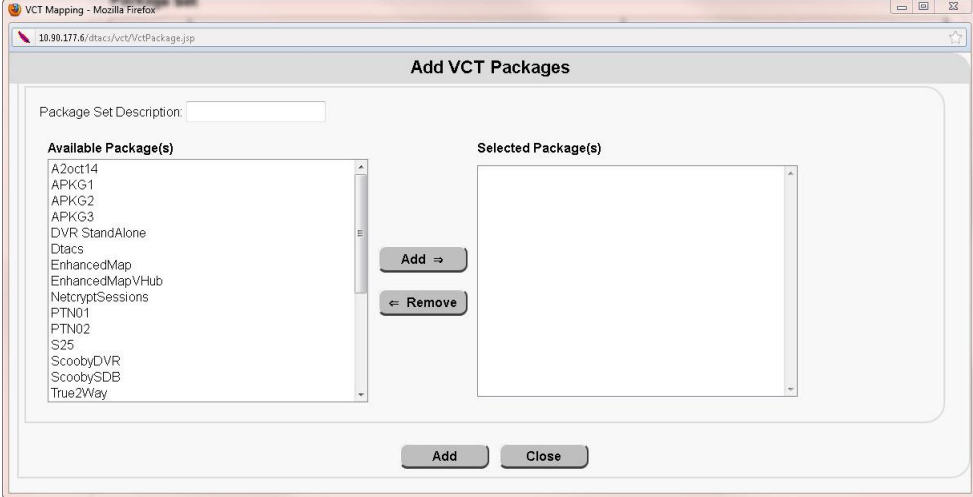 Package Set
VCT Mapping - Mozilla Firefox
10.90.177.6/dtacs/vct/VctPackage.jsp
Add VCT Packages
Package Set Description:
Available Package(s)
Selected Package(s)
A2oct14
APKG1
APKG2
APKG3
DVR StandAlone
Dtacs
EnhancedMap
EnhancedMapVHub
NetcryptSessions
PTN01
PTN02
S25
ScoobyDVR
ScoobySDB
True2Way
Add ⇒
⇐ Remove
Add
Close